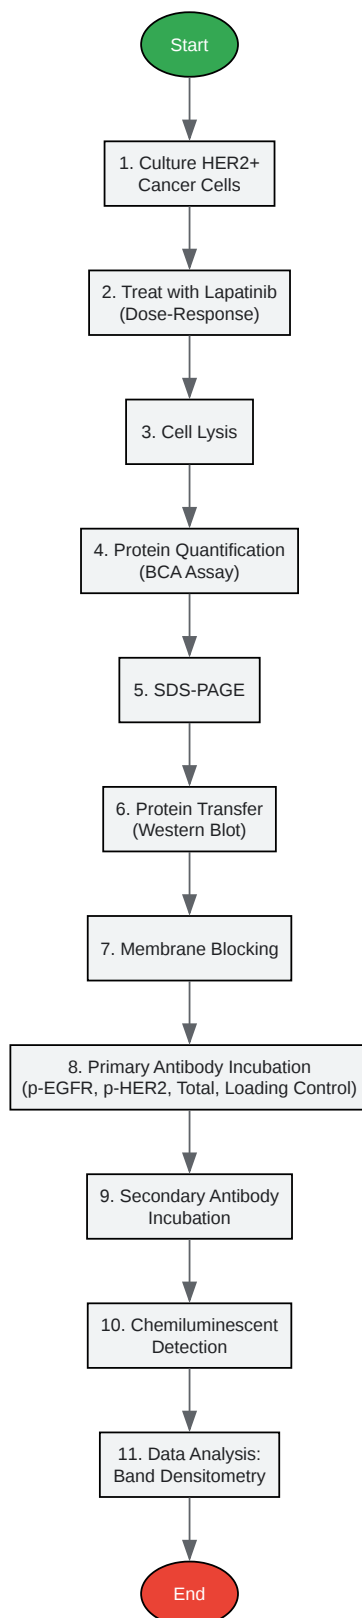 Start
1. Culture HER2+
Cancer Cells
2. Treat with Lapatinib
(Dose-Response)
3. Cell Lysis
4. Protein Quantification
(BCA Assay)
5. SDS-PAGE
6. Protein Transfer
(Western Blot)
7. Membrane Blocking
8. Primary Antibody Incubation
(p-EGFR, p-HER2, Total, Loading Control)
9. Secondary Antibody
Incubation
10. Chemiluminescent
Detection
11. Data Analysis:
Band Densitometry
End